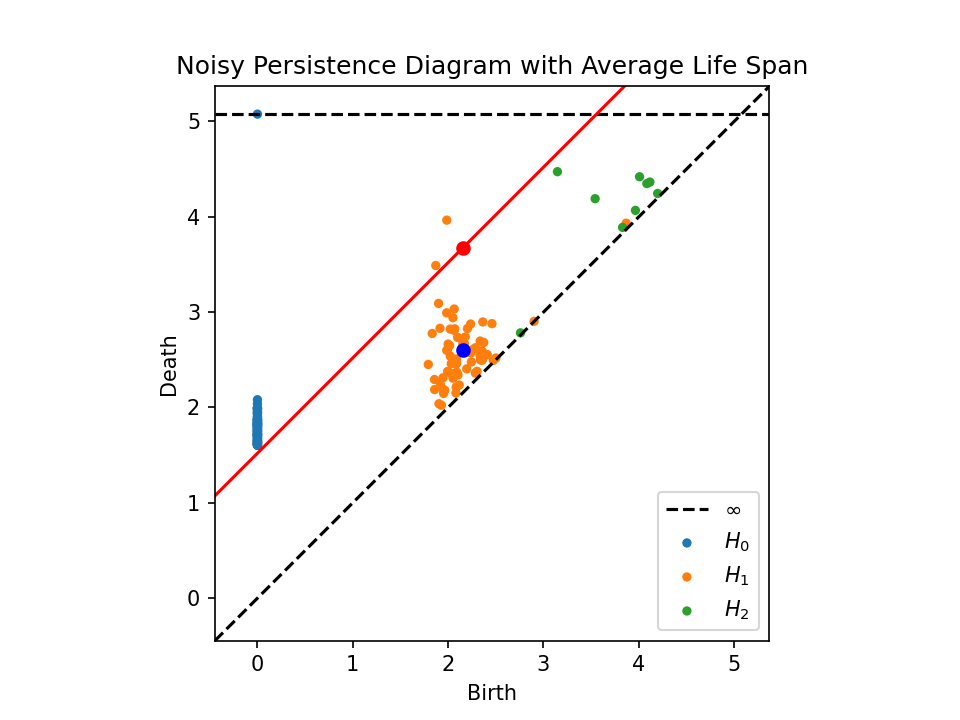 Noisy Persistence Diagram with Average Life Span
Death
5
4
3
2
1
0
∞
H₀
H₁
H₂
0 1 2 3 4 5
Birth